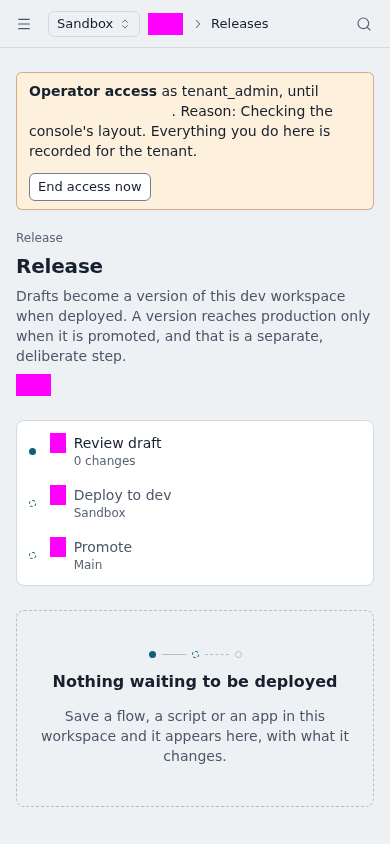 Sandbox
Releases
Operator access as tenant_admin, until
. Reason: Checking the
console's layout. Everything you do here is
recorded for the tenant.
End access now
Release
Release
Drafts become a version of this dev workspace
when deployed. A version reaches production only
when it is promoted, and that is a separate,
deliberate step.
Review draft
0 changes
Deploy to dev
Sandbox
Promote
Main
Nothing waiting to be deployed
Save a flow, a script or an app in this
workspace and it appears here, with what it
changes.